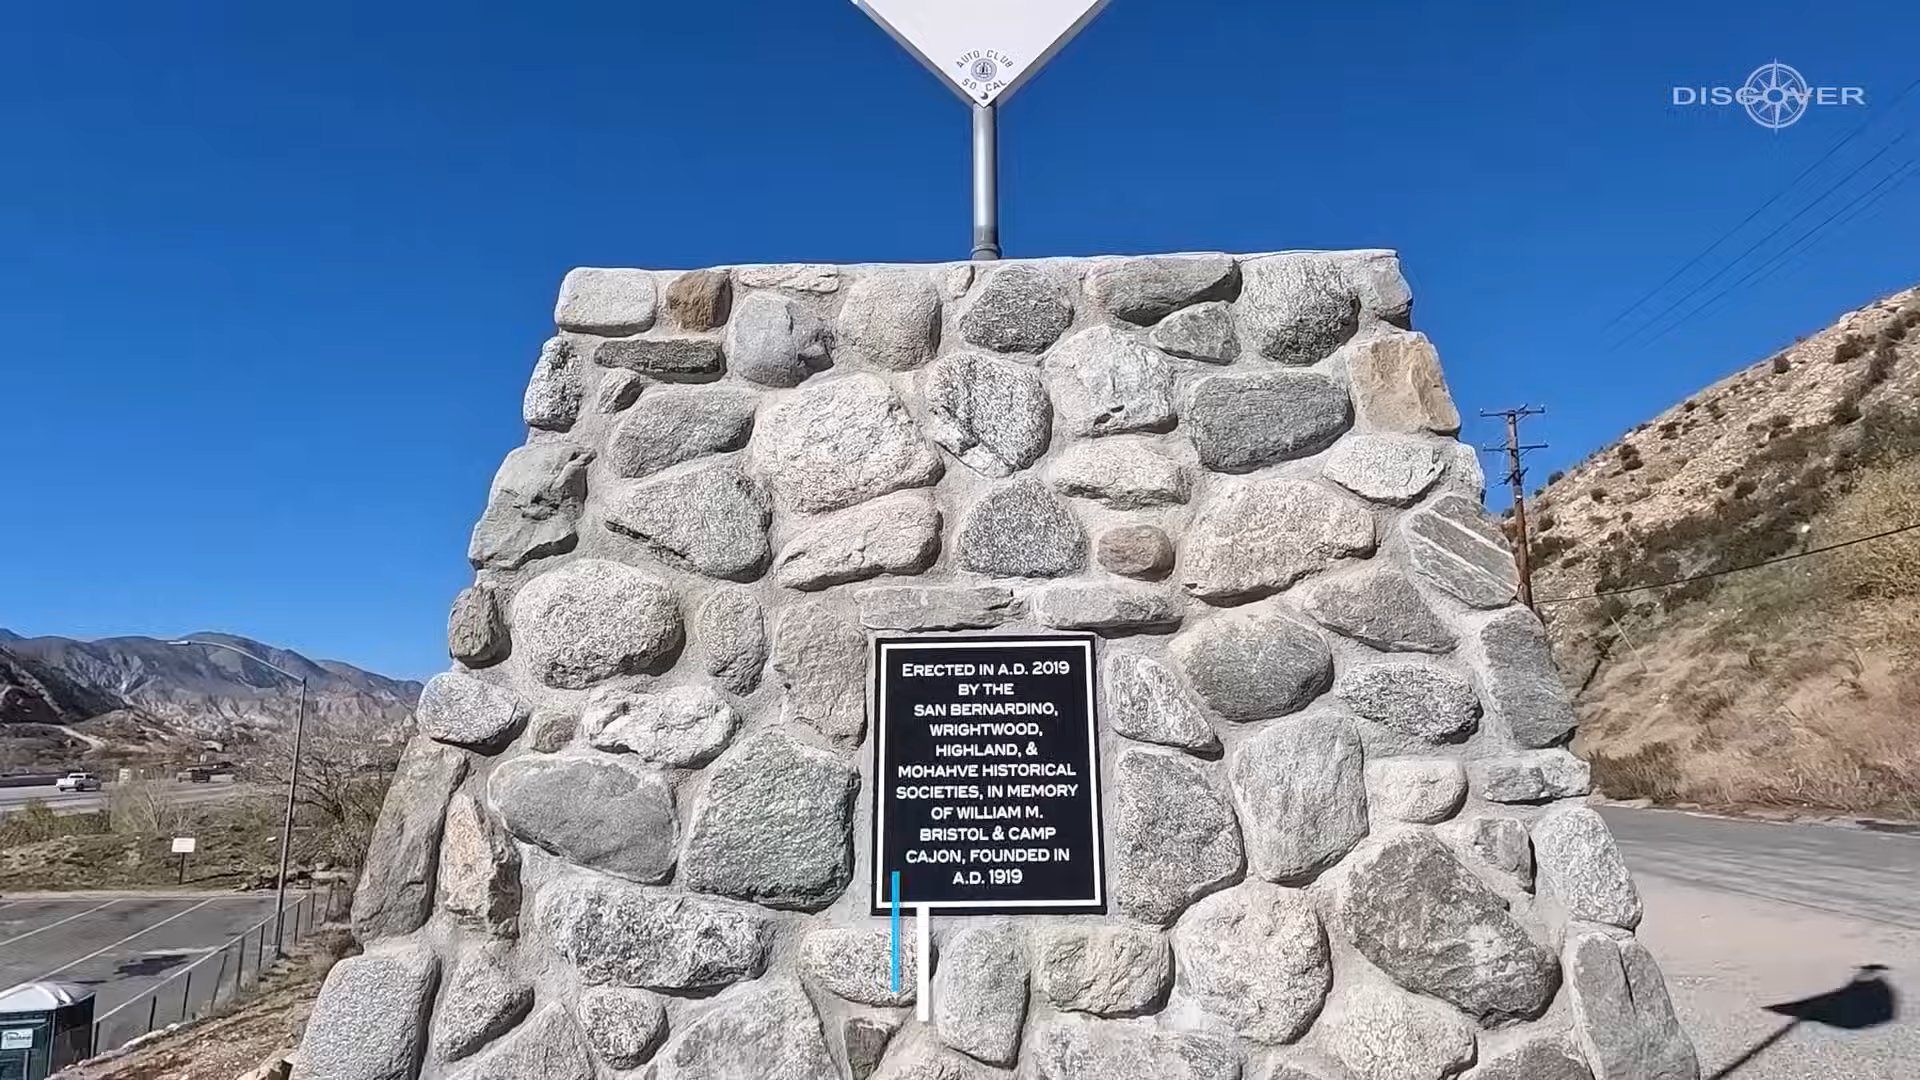 AUTO CLUB
SO. CAL
DISCOVER
ERECTED IN A.D. 2019
BY THE
SAN BERNARDINO,
WRIGHTWOOD,
HIGHLAND, &
MOHAHVE HISTORICAL
SOCIETIES, IN MEMORY
OF WILLIAM M.
BRISTOL & CAMP
CAJON, FOUNDED IN
A.D. 1919